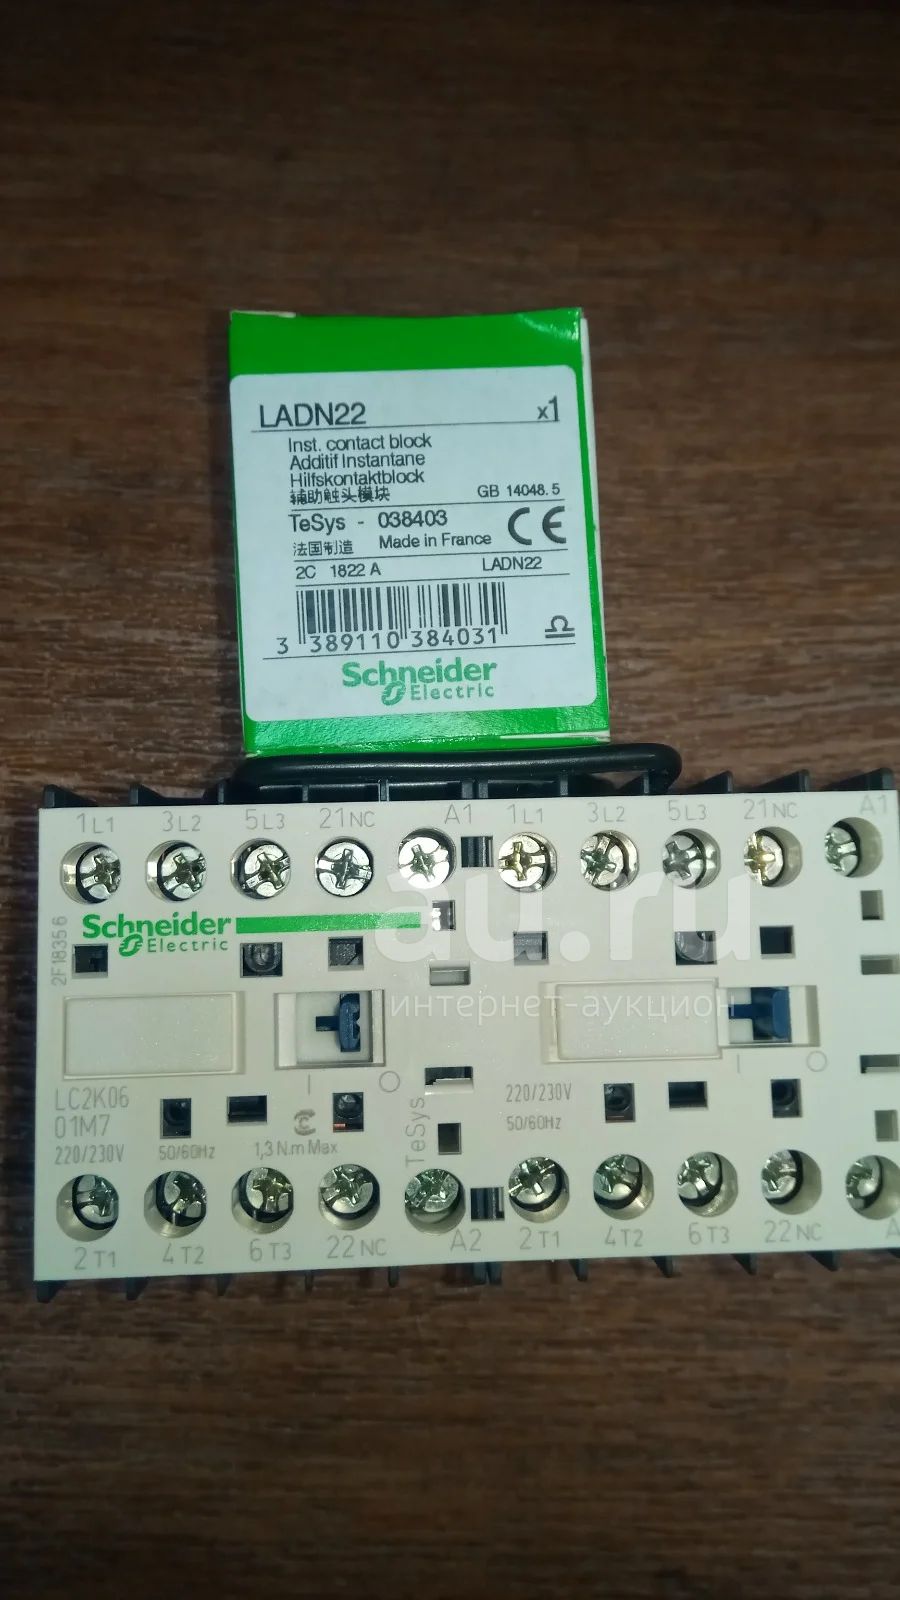 LADN22 x1
Inst. contact block
Additif Instantane
Hilfskontaktblock
辅助触头模块 GB 14048.5
TeSys - 038403 CE
法国制造 Made in France
2C 1822 A LADN22
3 389110 384031
Schneider
Electric
1L1 3L2 5L3 21NC A1 1L1 3L2 5L3 21NC A1
Schneider
Electric
2F18356
au.ru
интернет-аукцион
I O I O
LC2K06
01M7
220/230V 50/60Hz 1,3 N.m Max
TeSys
220/230V
50/60Hz
2T1 4T2 6T3 22NC A2 2T1 4T2 6T3 22NC A